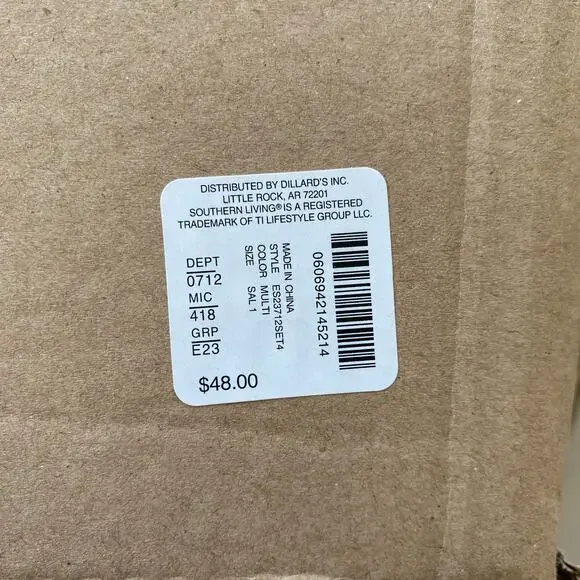 DISTRIBUTED BY DILLARD'S INC.
LITTLE ROCK, AR 72201
SOUTHERN LIVING® IS A REGISTERED
TRADEMARK OF TI LIFESTYLE GROUP LLC.
DEPT
0712
MIC
418
GRP
E23
$48.00
MADE IN CHINA
STYLE ES23712SET4
COLOR MULTI
SIZE SAL 1
0606942145214